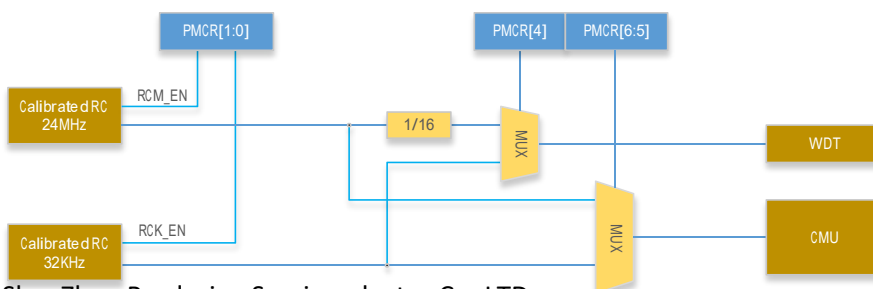 PMCR[1:0]
PMCR[4]
PMCR[6:5]
RCM_EN
Calibrated RC
24MHz
1/16
MUX
WDT
RCK_EN
Calibrated RC
32KHz
MUX
CMU